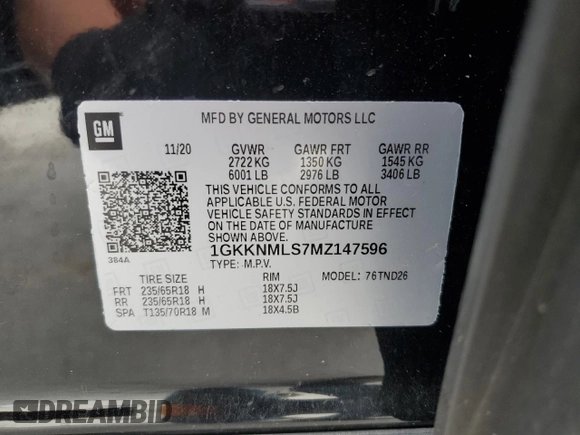 GM
MFD BY GENERAL MOTORS LLC
11/20 GVWR GAWR FRT GAWR RR
2722 KG 1350 KG 1545 KG
6001 LB 2976 LB 3406 LB
THIS VEHICLE CONFORMS TO ALL
APPLICABLE U.S. FEDERAL MOTOR
VEHICLE SAFETY STANDARDS IN EFFECT
ON THE DATE OF MANUFACTURE
SHOWN ABOVE.
384A
1GKKNMLS7MZ147596
TYPE: M.P.V.
TIRE SIZE RIM MODEL: 76TND26
FRT 235/65R18 H 18X7.5J
RR 235/65R18 H 18X7.5J
SPA T135/70R18 M 18X4.5B
DREAMBID